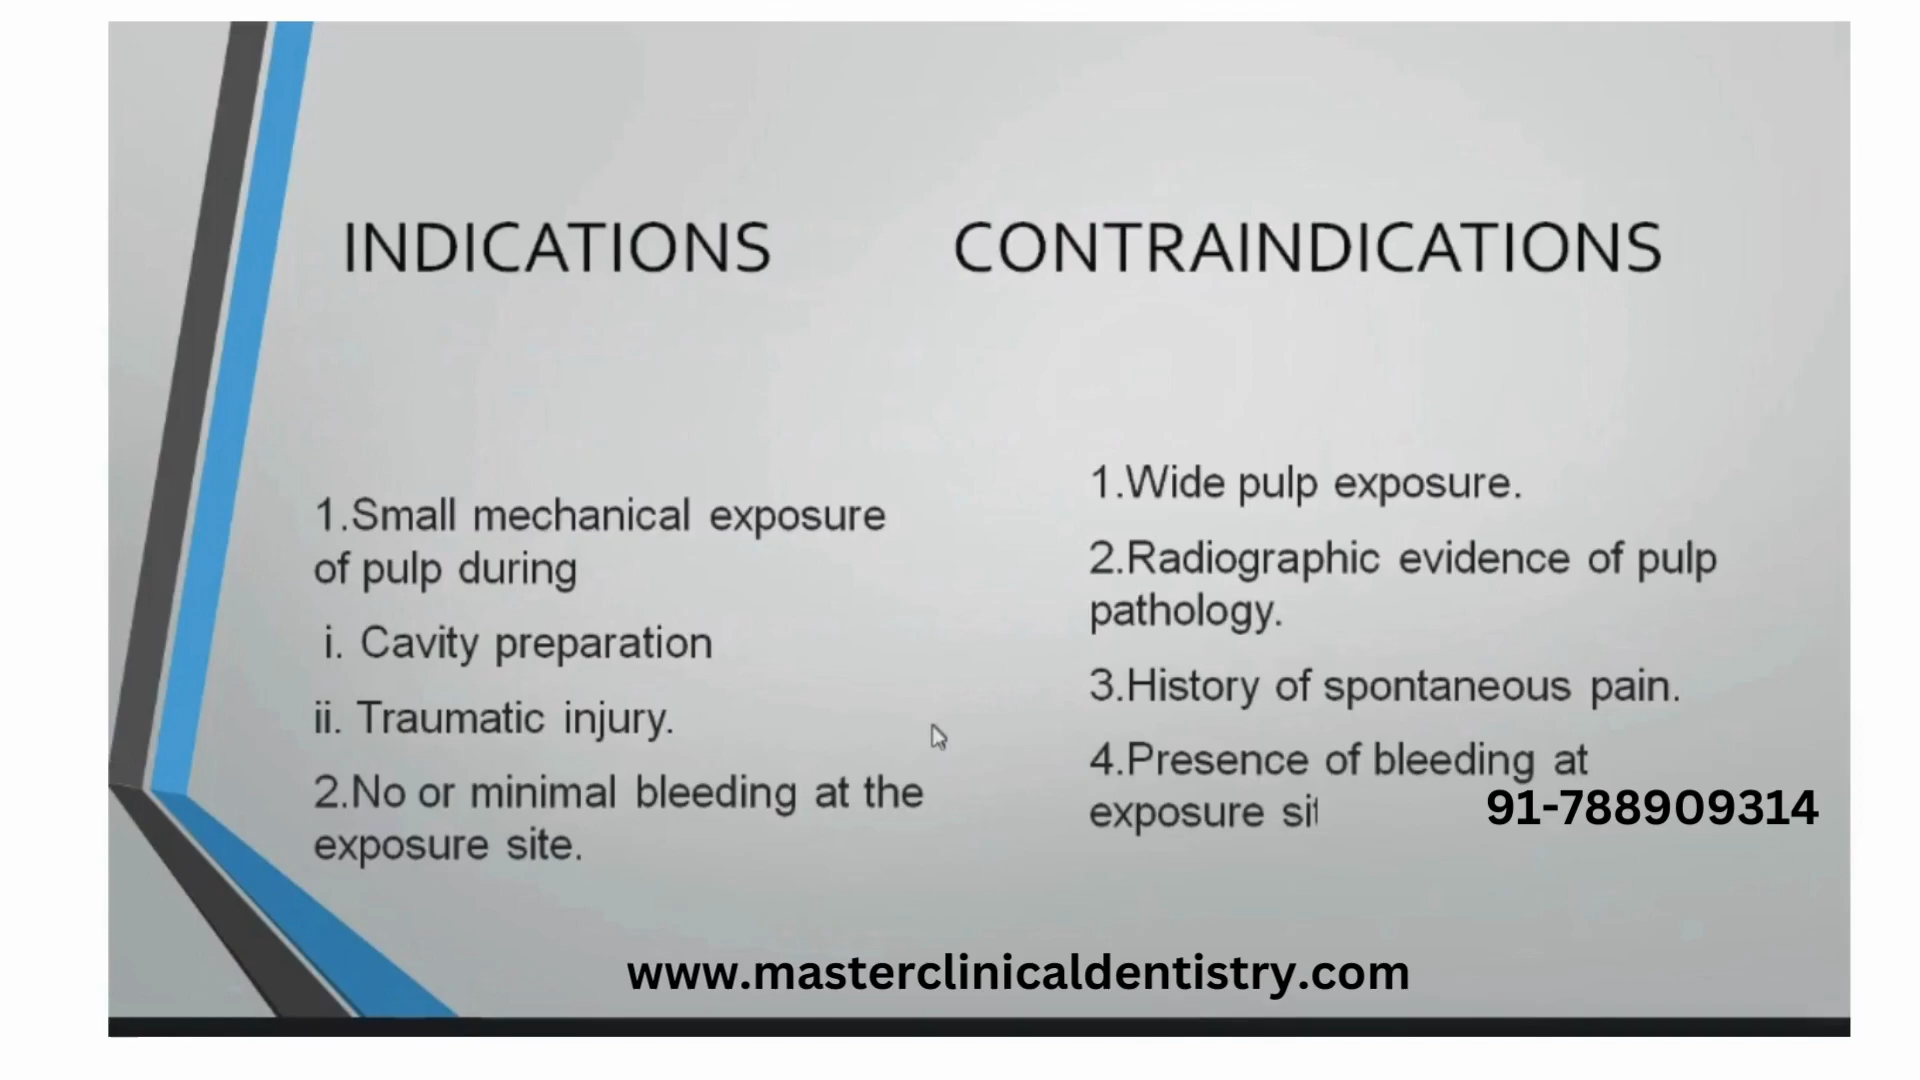 INDICATIONS
1.Small mechanical exposure
of pulp during
i. Cavity preparation
ii. Traumatic injury.
2.No or minimal bleeding at the
exposure site.
CONTRAINDICATIONS
1.Wide pulp exposure.
2.Radiographic evidence of pulp
pathology.
3.History of spontaneous pain.
4.Presence of bleeding at
exposure
91-788909314
www.masterclinicaldentistry.com